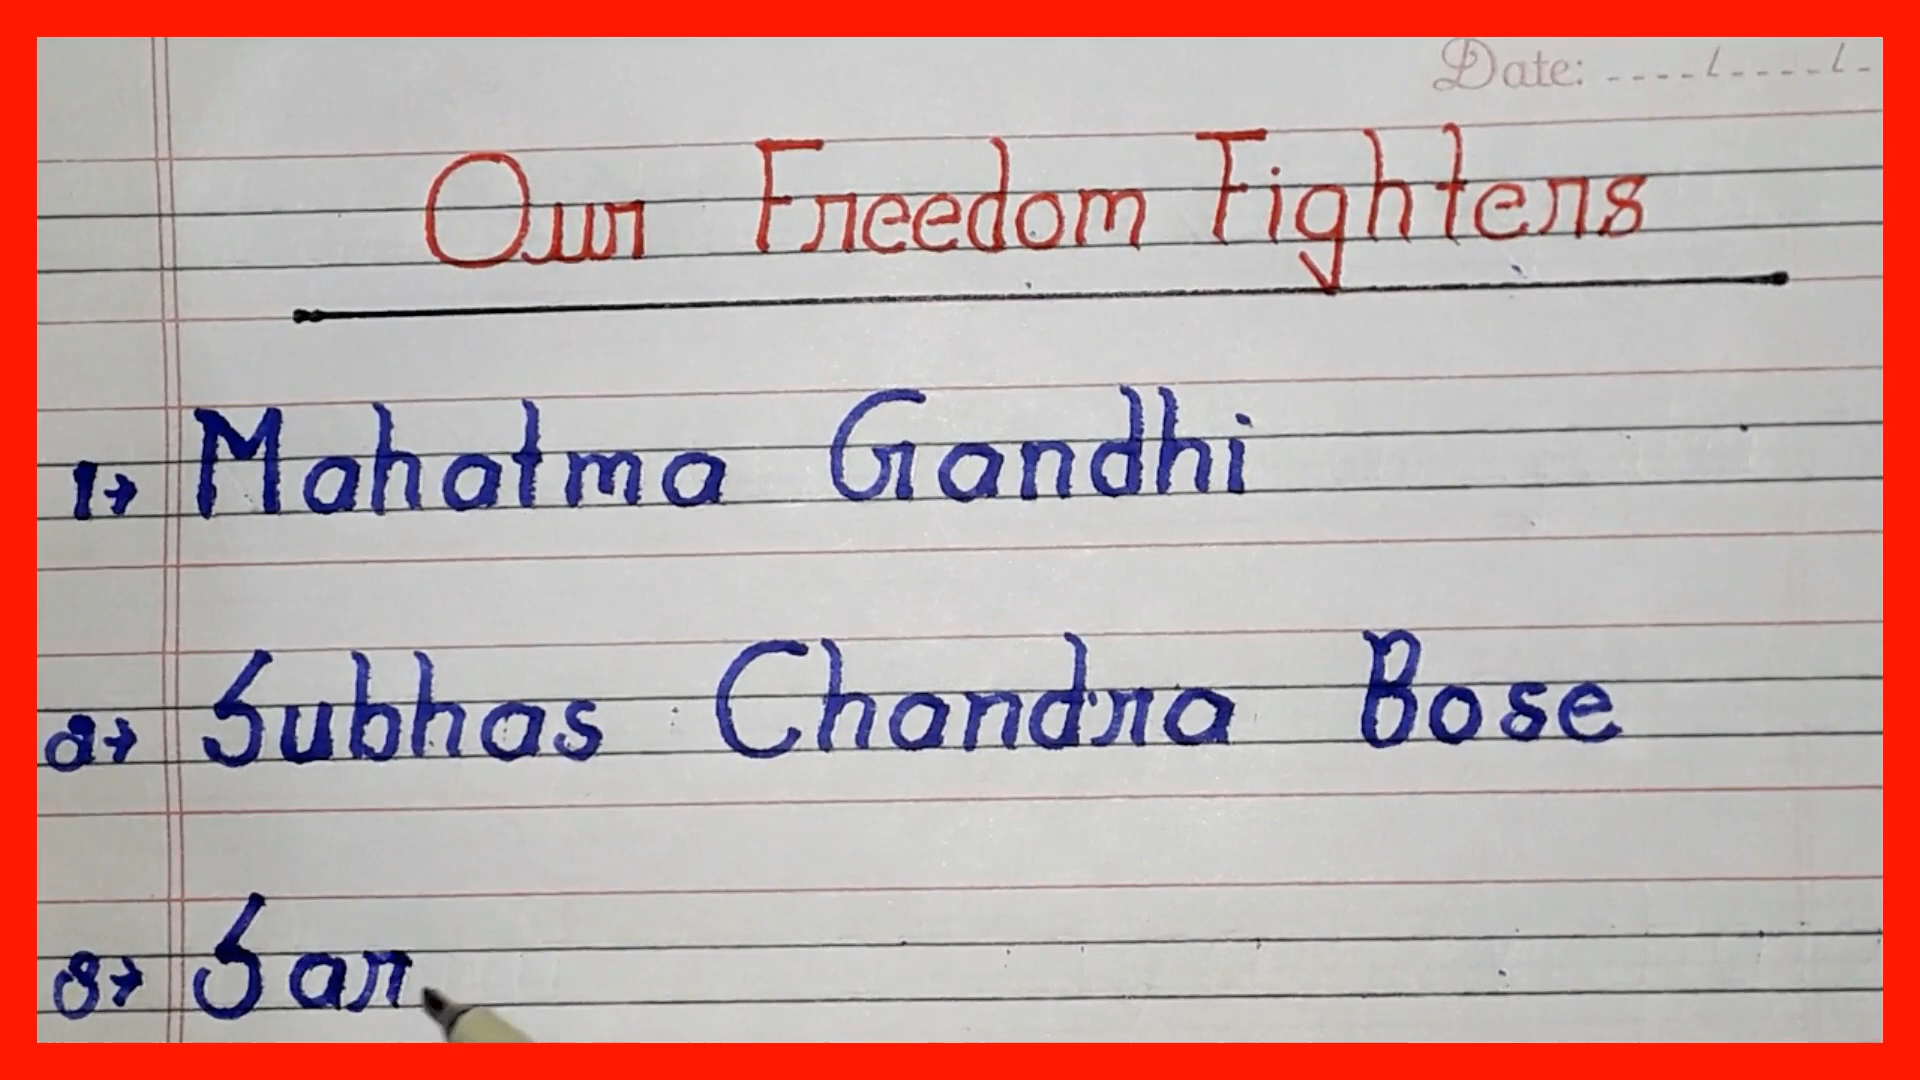 Date: ..../..../.
Our Freedom Fighters
1→ Mahatma Gandhi
2→ Subhas Chandra Bose
3→ Sar